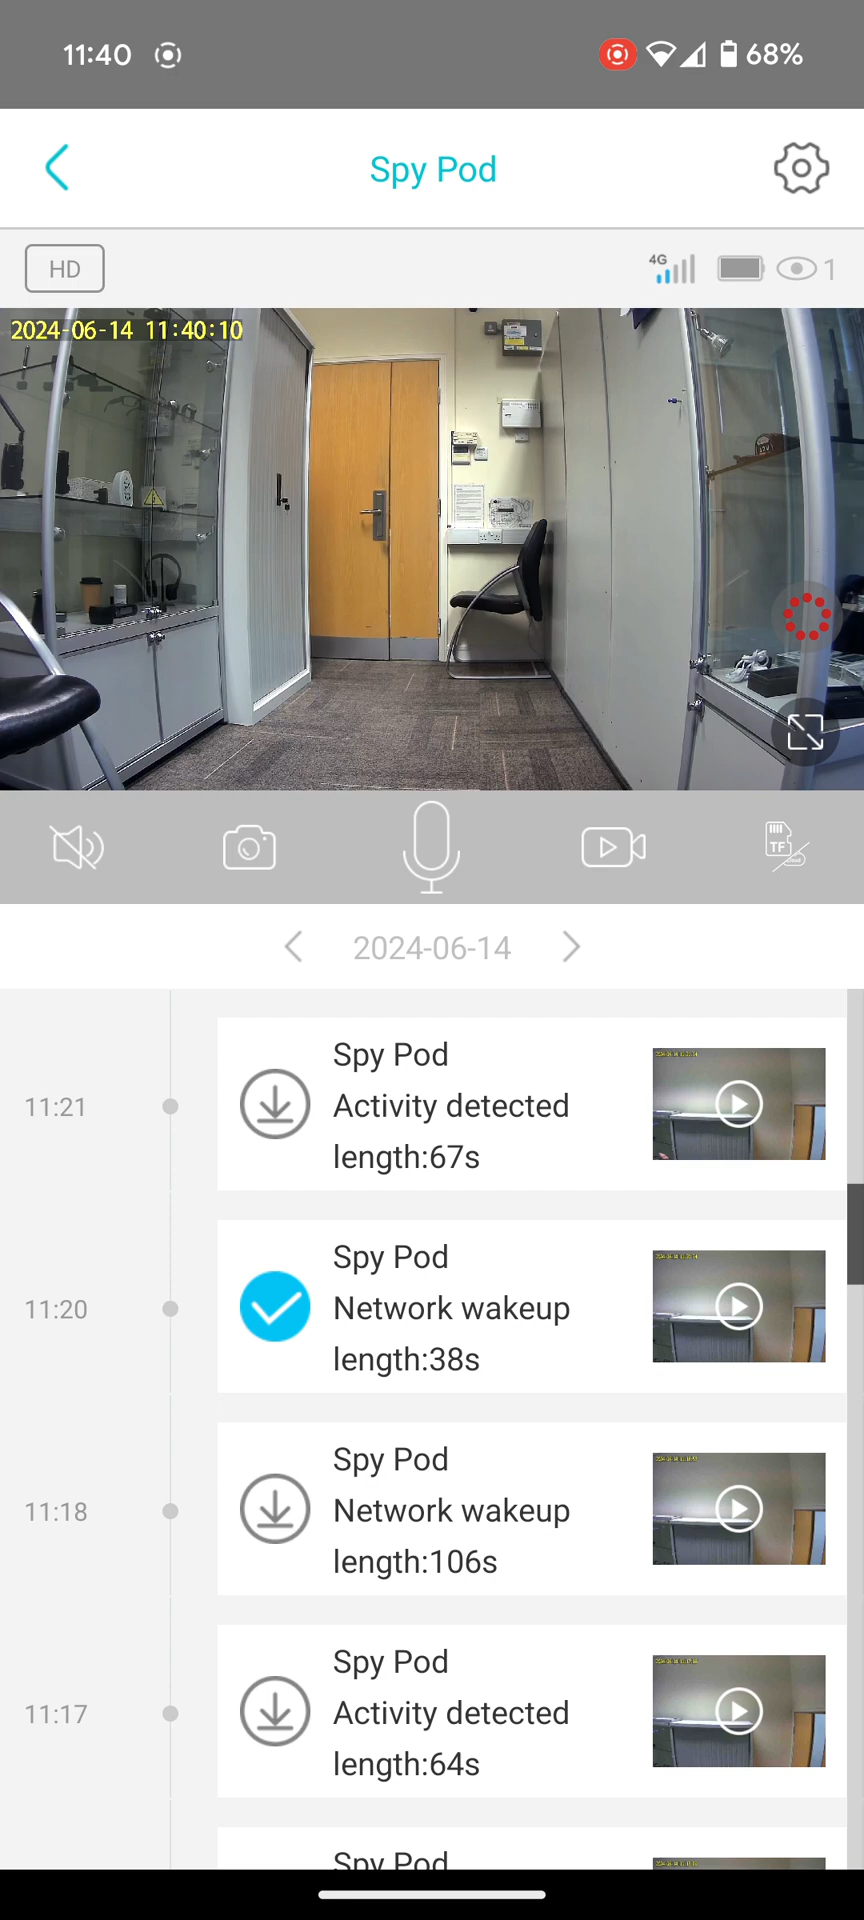 11:40
68%
Spy Pod
HD
4G
1
2024-06-14 11:40:10
TF
2024-06-14
11:21
Spy Pod
Activity detected
length:67s
11:20
Spy Pod
Network wakeup
length:38s
11:18
Spy Pod
Network wakeup
length:106s
11:17
Spy Pod
Activity detected
length:64s
Spy Pod